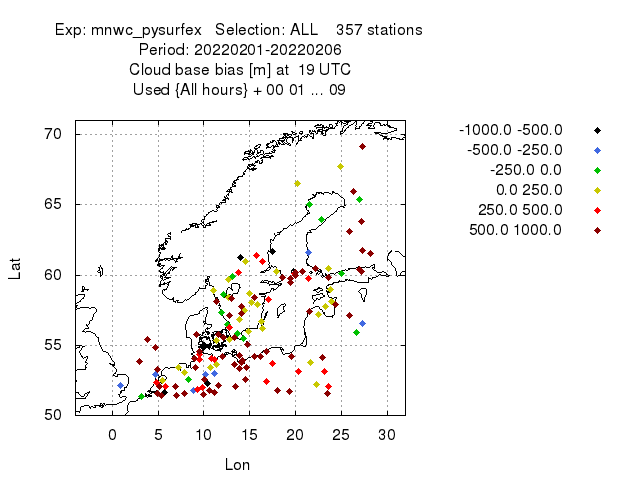 Exp: mnwc_pysurfex   Selection: ALL    357 stations
Period: 20220201-20220206
Cloud base bias [m] at  19 UTC
Used {All hours} + 00 01 ... 09
-1000.0 -500.0
-500.0 -250.0
-250.0 0.0
0.0 250.0
250.0 500.0
500.0 1000.0
70
65
60
55
50
Lat
0 5 10 15 20 25 30
Lon